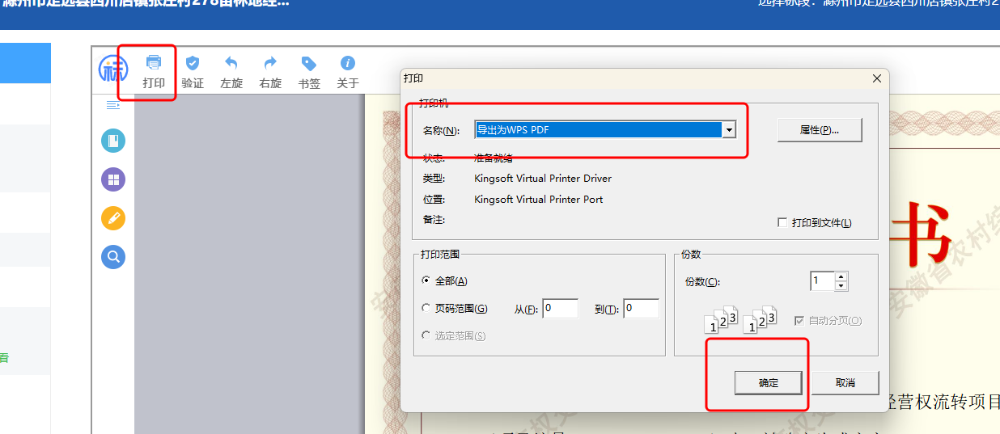 滁州市定远县西川店镇张庄村278亩林地经...
选择标段：滁州市定远县西川店镇张庄村2
标
打印
验证
左旋
右旋
书签
关于
打印
打印机
名称(N):
导出为WPS PDF
属性(P)...
状态:
准备就绪
类型:
Kingsoft Virtual Printer Driver
位置:
Kingsoft Virtual Printer Port
备注:
打印到文件(L)
打印范围
全部(A)
页码范围(G)
从(F):
0
到(T):
0
选定范围(S)
份数
份数(C):
1
1 2 3
1 2 3
自动分页(O)
确定
取消
看
书
安徽省农村综
安
经营权流转项目